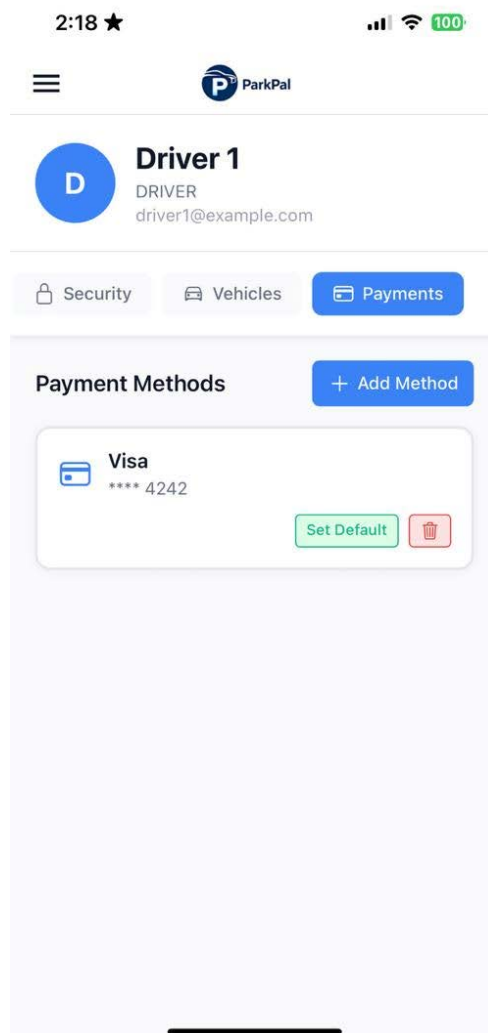 2:18 ★
100
P ParkPal
D
Driver 1
DRIVER
driver1@example.com
Security
Vehicles
Payments
Payment Methods
+ Add Method
Visa
**** 4242
Set Default